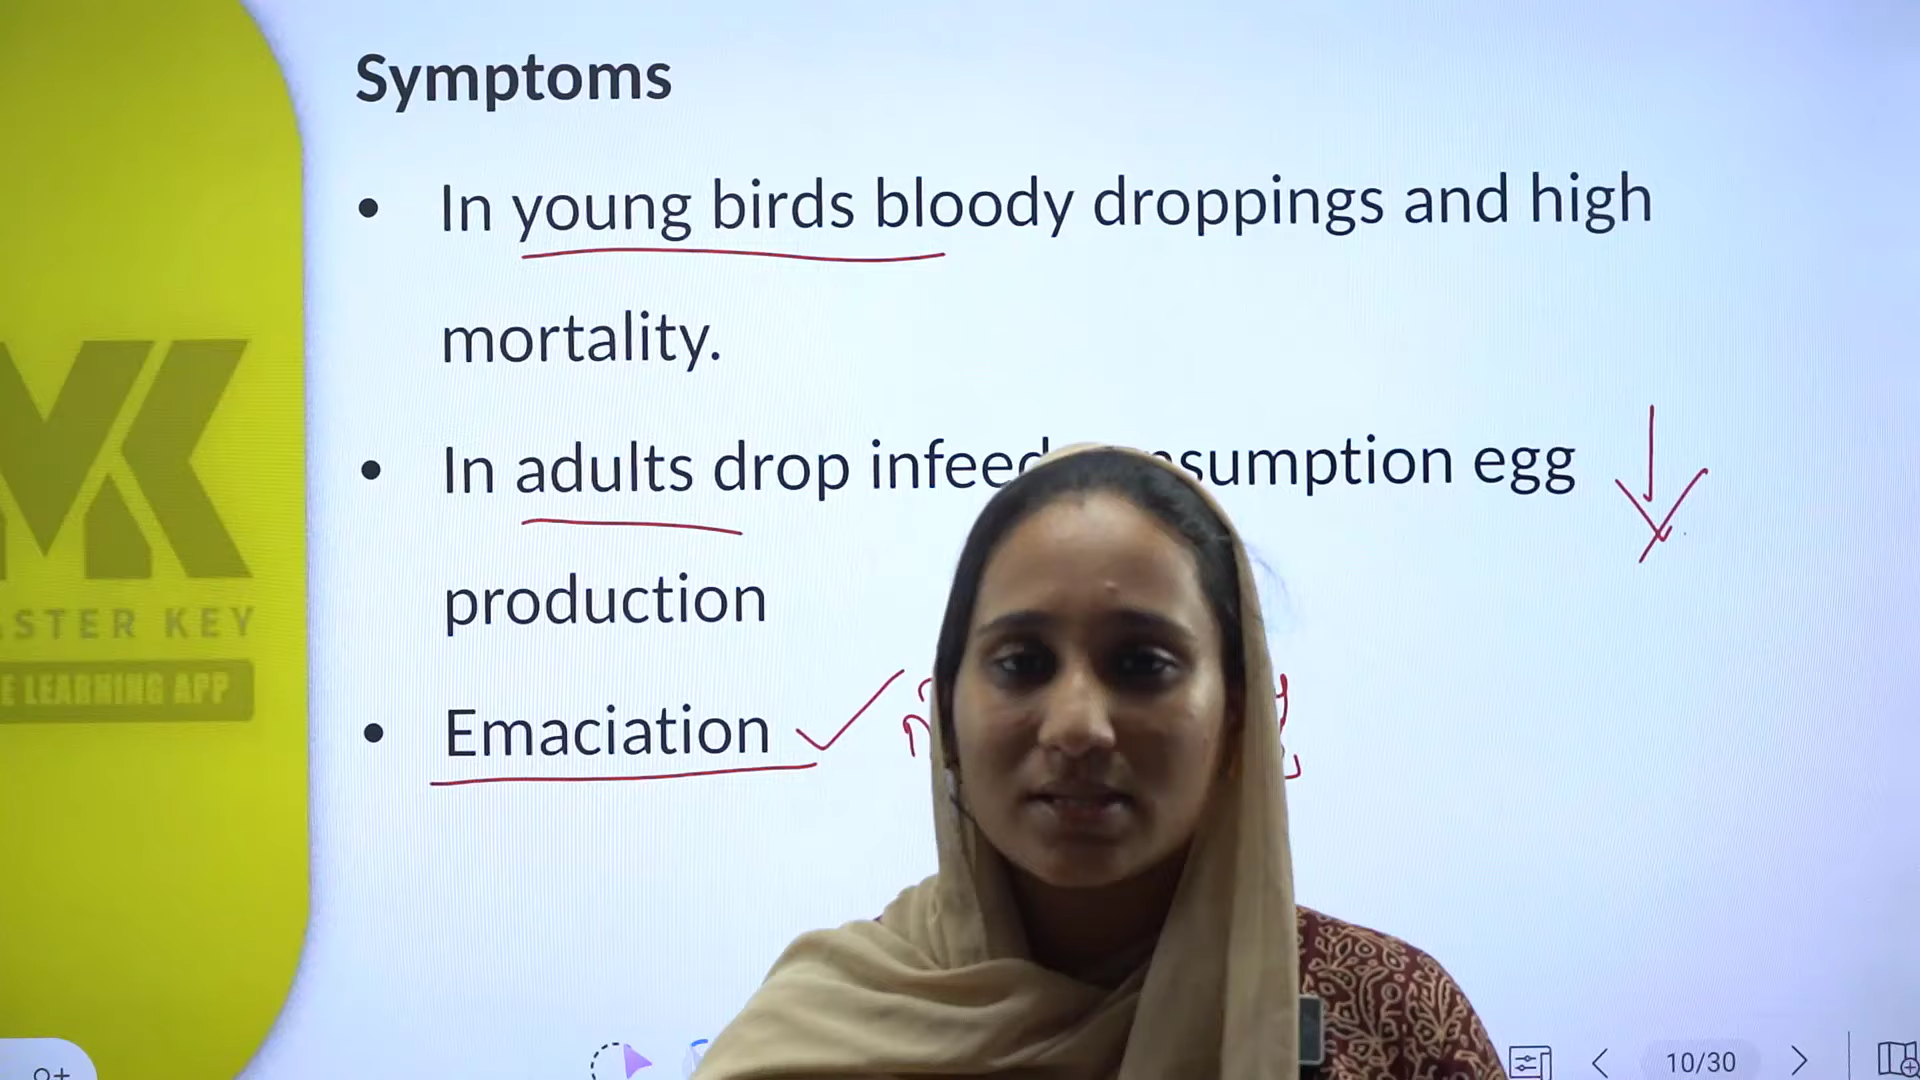 Symptoms
• In young birds bloody droppings and high
mortality.
• In adults drop infeed sumption egg
production
• Emaciation
STER KEY
E LEARNING APP
10/30